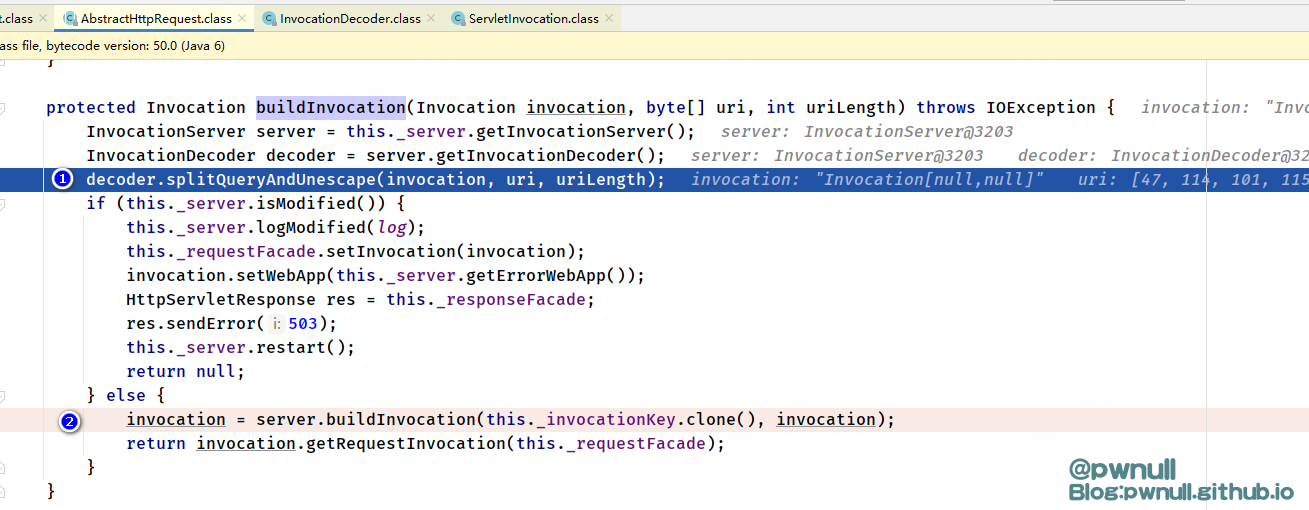 t.class × AbstractHttpRequest.class × InvocationDecoder.class × ServletInvocation.class ×
ass file, bytecode version: 50.0 (Java 6)
}
protected Invocation buildInvocation(Invocation invocation, byte[] uri, int uriLength) throws IOException { invocation: "Invo
InvocationServer server = this._server.getInvocationServer(); server: InvocationServer@3203
InvocationDecoder decoder = server.getInvocationDecoder(); server: InvocationServer@3203 decoder: InvocationDecoder@32
1 decoder.splitQueryAndUnescape(invocation, uri, uriLength); invocation: "Invocation[null,null]" uri: [47, 114, 101, 115
if (this._server.isModified()) {
this._server.logModified(log);
this._requestFacade.setInvocation(invocation);
invocation.setWebApp(this._server.getErrorWebApp());
HttpServletResponse res = this._responseFacade;
res.sendError( i: 503);
this._server.restart();
return null;
} else {
2 invocation = server.buildInvocation(this._invocationKey.clone(), invocation);
return invocation.getRequestInvocation(this._requestFacade);
}
}
@pwnull
Blog:pwnull.github.io